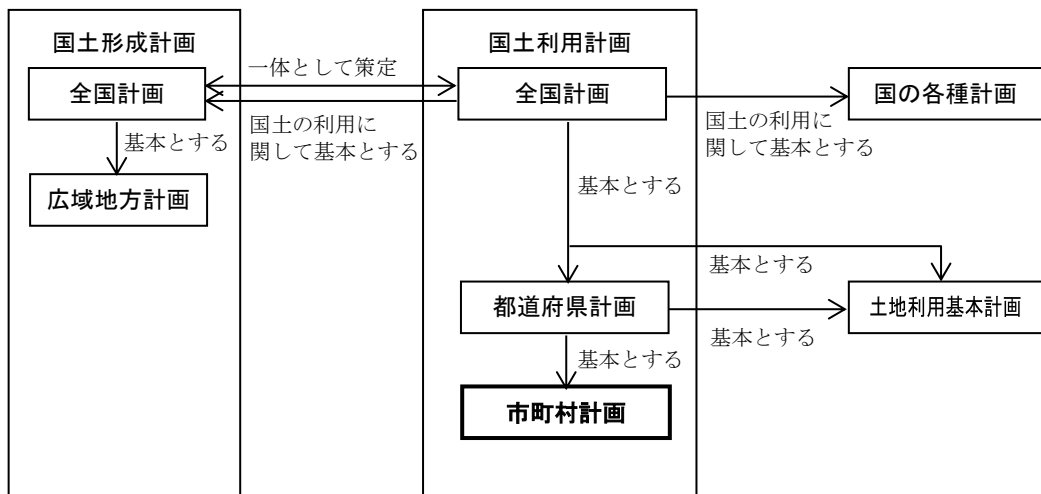 国土形成計画
国土利用計画
一体として策定
全国計画
全国計画
国の各種計画
国土の利用に
関して基本とする
国土の利用に
関して基本とする
基本とする
広域地方計画
基本とする
基本とする
都道府県計画
土地利用基本計画
基本とする
基本とする
市町村計画